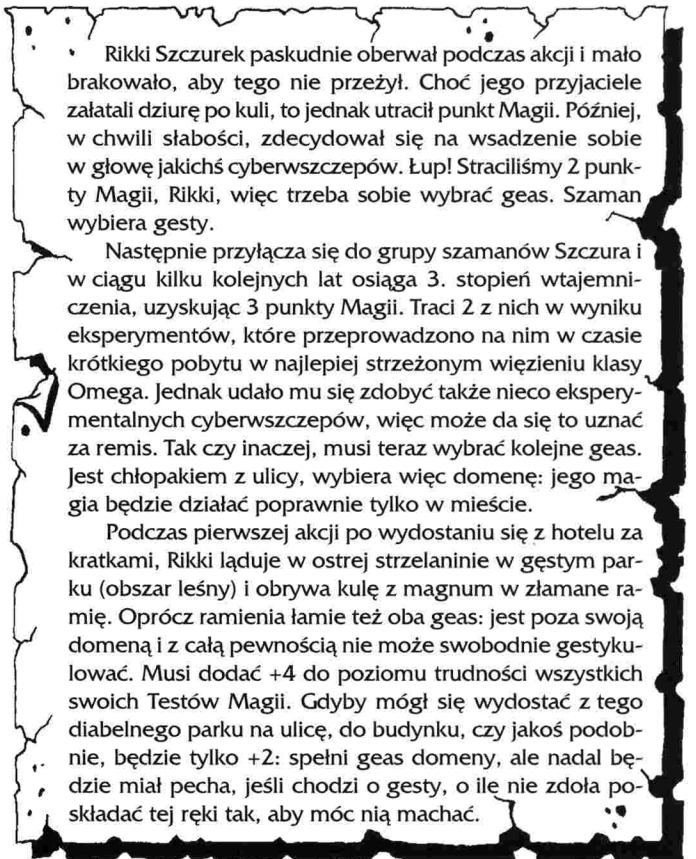 Rikki Szczurek paskudnie oberwał podczas akcji i mało
brakowało, aby tego nie przeżył. Choć jego przyjaciele
załatali dziurę po kuli, to jednak utracił punkt Magii. Później,
w chwili słabości, zdecydował się na wsadzenie sobie
w głowę jakichś cyberwszczepów. Łup! Straciliśmy 2 punk-
ty Magii, Rikki, więc trzeba sobie wybrać geas. Szaman
wybiera gesty.
Następnie przyłącza się do grupy szamanów Szczura i
w ciągu kilku kolejnych lat osiąga 3. stopień wtajemni-
czenia, uzyskując 3 punkty Magii. Traci 2 z nich w wyniku
eksperymentów, które przeprowadzono na nim w czasie
krótkiego pobytu w najlepiej strzeżonym więzieniu klasy
Omega. Jednak udało mu się zdobyć także nieco ekspery-
mentalnych cyberwszczepów, więc może da się to uznać
za remis. Tak czy inaczej, musi teraz wybrać kolejne geas.
Jest chłopakiem z ulicy, wybiera więc domenę: jego ma-
gia będzie działać poprawnie tylko w mieście.
Podczas pierwszej akcji po wydostaniu się z hotelu za
kratkami, Rikki ląduje w ostrej strzelaninie w gęstym par-
ku (obszar leśny) i obrywa kulę z magnum w złamane ra-
mię. Oprócz ramienia łamie też oba geas: jest poza swoją
domeną i z całą pewnością nie może swobodnie gestyku-
lować. Musi dodać +4 do poziomu trudności wszystkich
swoich Testów Magii. Gdyby mógł się wydostać z tego
diabelnego parku na ulicę, do budynku, czy jakoś podob-
nie, będzie tylko +2: spełni geas domeny, ale nadal bę-
dzie miał pecha, jeśli chodzi o gesty, o ile nie zdoła po-
składać tej ręki tak, aby móc nią machać.